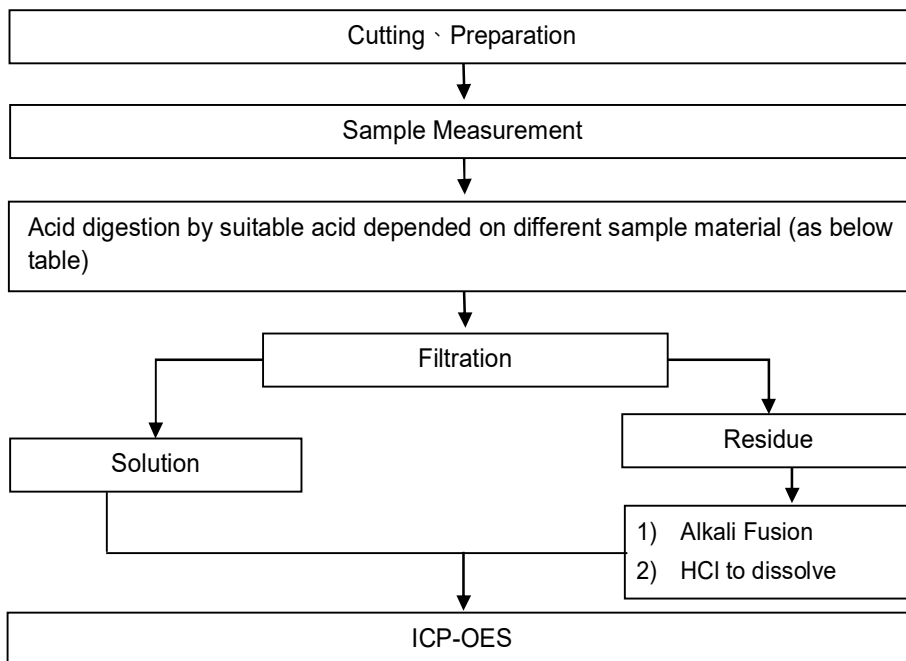 Cutting、Preparation
Sample Measurement
Acid digestion by suitable acid depended on different sample material (as below
table)
Filtration
Solution
Residue
1) Alkali Fusion
2) HCl to dissolve
ICP-OES